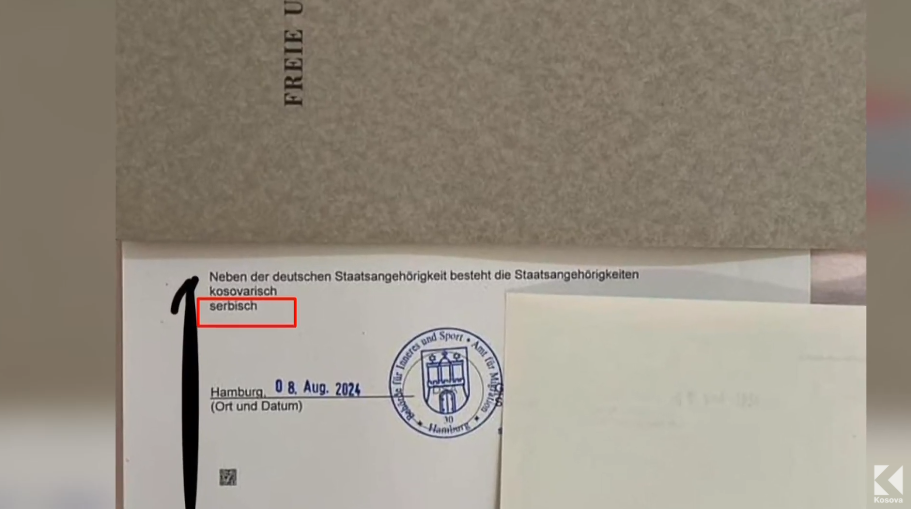 FREIE U
Neben der deutschen Staatsangehörigkeit besteht die Staatsangehörigkeiten
kosovarisch
serbisch
Hamburg, 08. Aug. 2024
(Ort und Datum)
Behörde für Inneres und Sport • Amt für Migration
30
Hamburg
Kosova